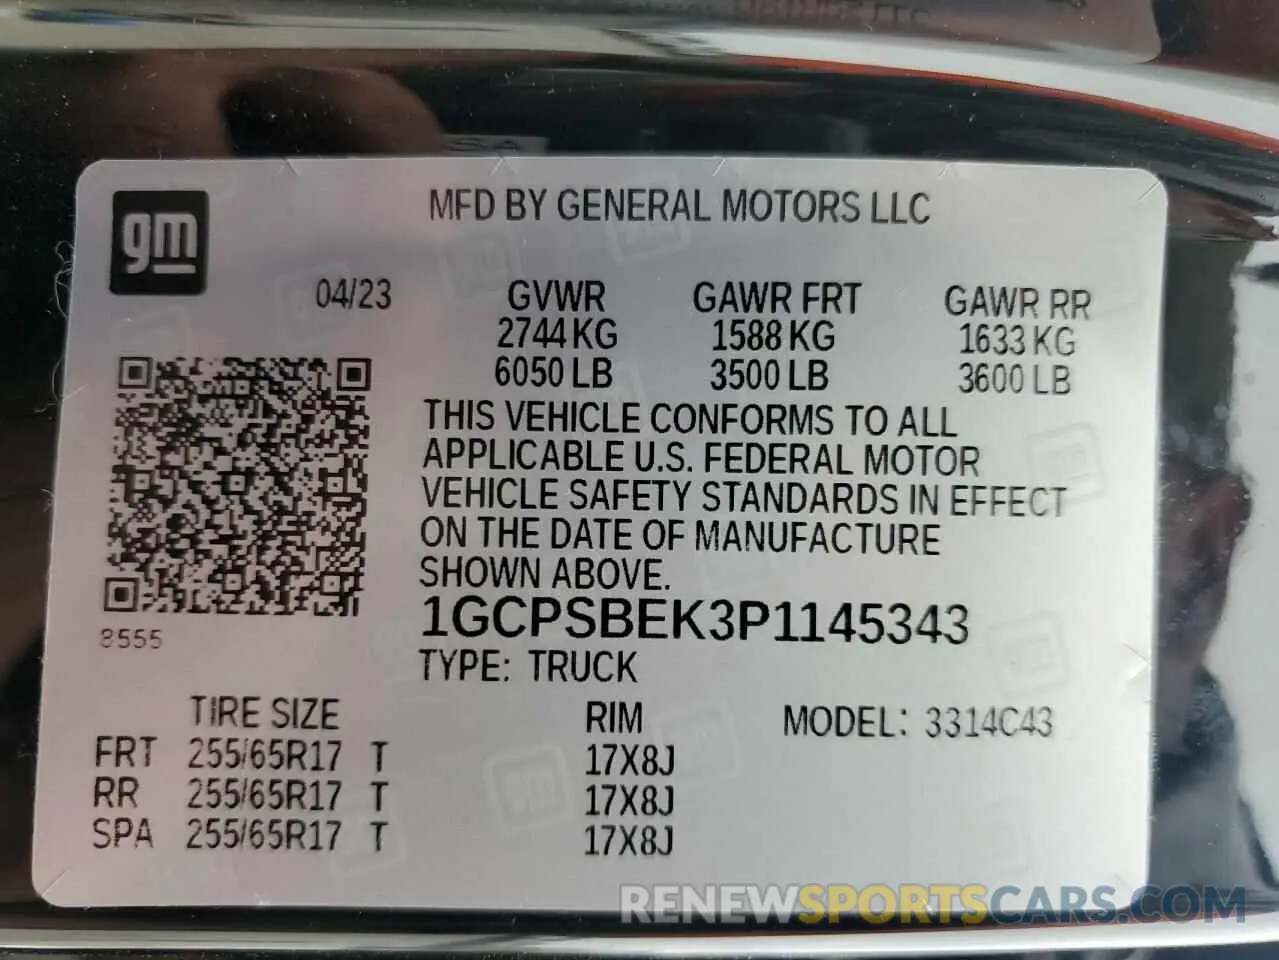 MFD BY GENERAL MOTORS LLC
gm
04/23 GVWR GAWR FRT GAWR RR
2744 KG 1588 KG 1633 KG
6050 LB 3500 LB 3600 LB
THIS VEHICLE CONFORMS TO ALL
APPLICABLE U.S. FEDERAL MOTOR
VEHICLE SAFETY STANDARDS IN EFFECT
ON THE DATE OF MANUFACTURE
SHOWN ABOVE.
1GCPSBEK3P1145343
8555
TYPE: TRUCK
TIRE SIZE RIM MODEL: 3314C43
FRT 255/65R17 T 17X8J
RR 255/65R17 T 17X8J
SPA 255/65R17 T 17X8J
RENEWSPORTSCARS.COM